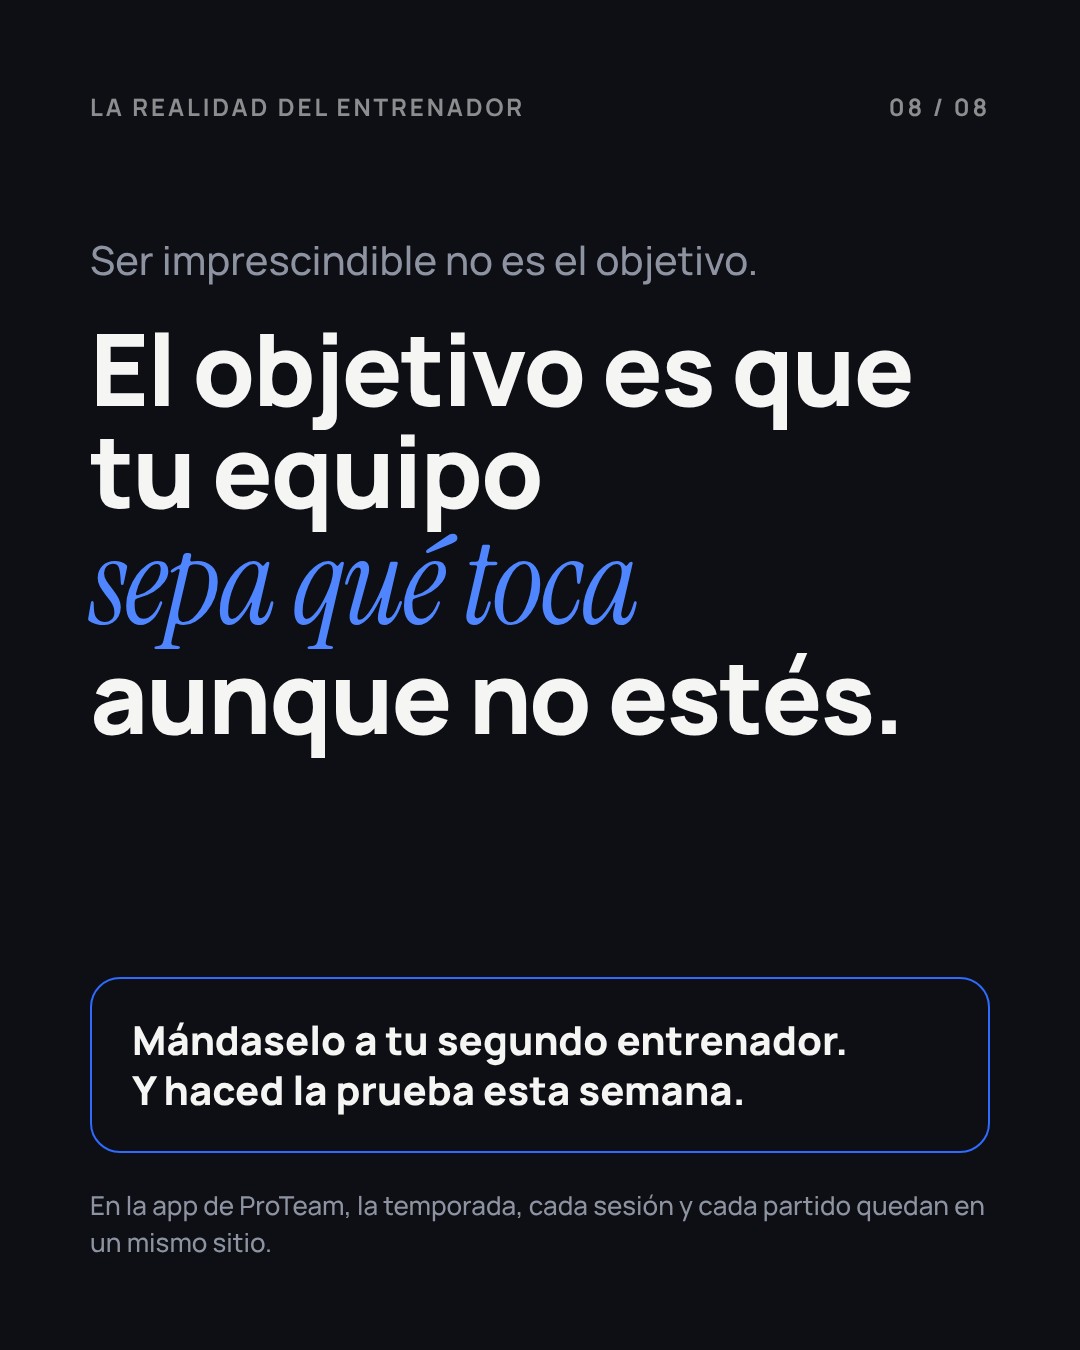 LA REALIDAD DEL ENTRENADOR
08 / 08
Ser imprescindible no es el objetivo.
El objetivo es que
tu equipo
sepa qué toca
aunque no estés.
Mándaselo a tu segundo entrenador.
Y haced la prueba esta semana.
En la app de ProTeam, la temporada, cada sesión y cada partido quedan en
un mismo sitio.